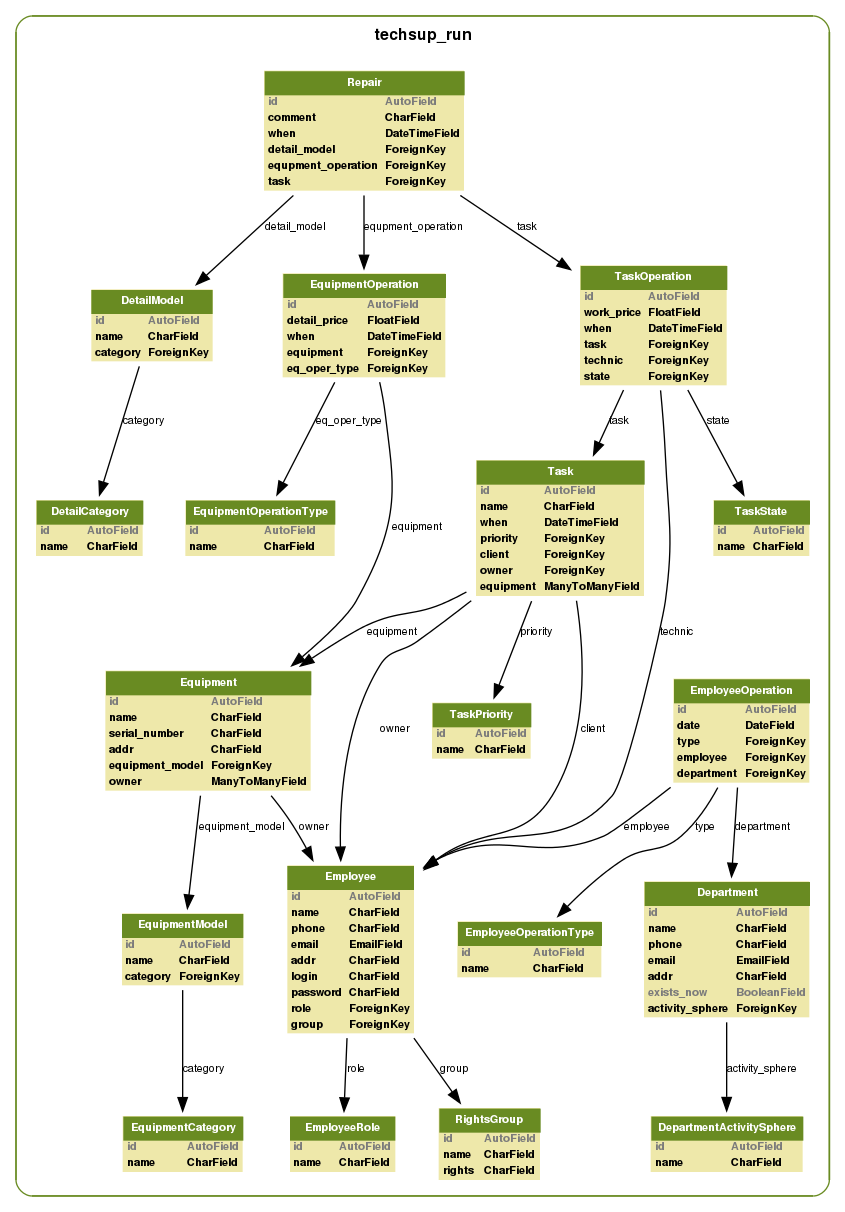 techsup_run
Repair
id AutoField
comment CharField
when DateTimeField
detail_model ForeignKey
equpment_operation ForeignKey
task ForeignKey
detail_model
equpment_operation
task
DetailModel
id AutoField
name CharField
category ForeignKey
EquipmentOperation
id AutoField
detail_price FloatField
when DateTimeField
equipment ForeignKey
eq_oper_type ForeignKey
TaskOperation
id AutoField
work_price FloatField
when DateTimeField
task ForeignKey
technic ForeignKey
state ForeignKey
category
eq_oper_type
task
state
DetailCategory
id AutoField
name CharField
EquipmentOperationType
id AutoField
name CharField
equipment
Task
id AutoField
name CharField
when DateTimeField
priority ForeignKey
client ForeignKey
owner ForeignKey
equipment ManyToManyField
TaskState
id AutoField
name CharField
equipment
priority
technic
Equipment
id AutoField
name CharField
serial_number CharField
addr CharField
equipment_model ForeignKey
owner ManyToManyField
owner
TaskPriority
id AutoField
name CharField
client
EmployeeOperation
id AutoField
date DateField
type ForeignKey
employee ForeignKey
department ForeignKey
equipment_model
owner
employee
type
department
EquipmentModel
id AutoField
name CharField
category ForeignKey
Employee
id AutoField
name CharField
phone CharField
email EmailField
addr CharField
login CharField
password CharField
role ForeignKey
group ForeignKey
EmployeeOperationType
id AutoField
name CharField
Department
id AutoField
name CharField
phone CharField
email EmailField
addr CharField
exists_now BooleanField
activity_sphere ForeignKey
category
role
group
activity_sphere
EquipmentCategory
id AutoField
name CharField
EmployeeRole
id AutoField
name CharField
RightsGroup
id AutoField
name CharField
rights CharField
DepartmentActivitySphere
id AutoField
name CharField